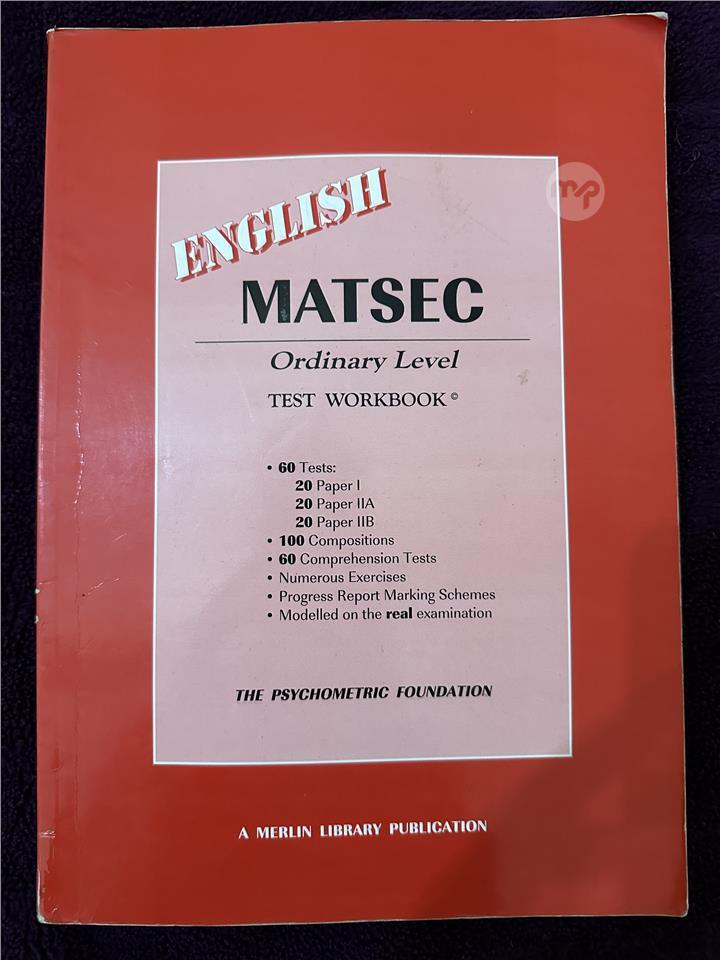 mp
ENGLISH
MATSEC
Ordinary Level
TEST WORKBOOK ©
• 60 Tests:
20 Paper I
20 Paper IIA
20 Paper IIB
• 100 Compositions
• 60 Comprehension Tests
• Numerous Exercises
• Progress Report Marking Schemes
• Modelled on the real examination
THE PSYCHOMETRIC FOUNDATION
A MERLIN LIBRARY PUBLICATION